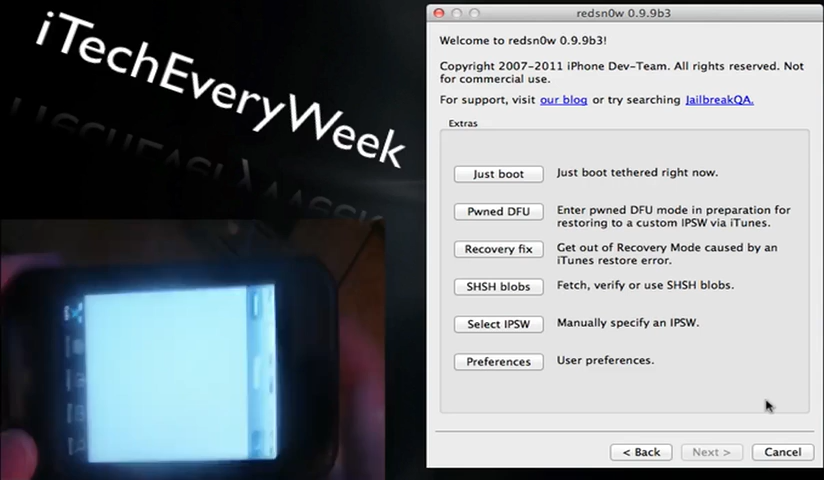 iTechEveryWeek
redsn0w 0.9.9b3
Welcome to redsn0w 0.9.9b3!
Copyright 2007-2011 iPhone Dev-Team. All rights reserved. Not
for commercial use.
For support, visit our blog or try searching JailbreakQA.
Extras
Just boot Just boot tethered right now.
Pwned DFU Enter pwned DFU mode in preparation for
restoring to a custom IPSW via iTunes.
Recovery fix Get out of Recovery Mode caused by an
iTunes restore error.
SHSH blobs Fetch, verify or use SHSH blobs.
Select IPSW Manually specify an IPSW.
Preferences User preferences.
< Back Next > Cancel